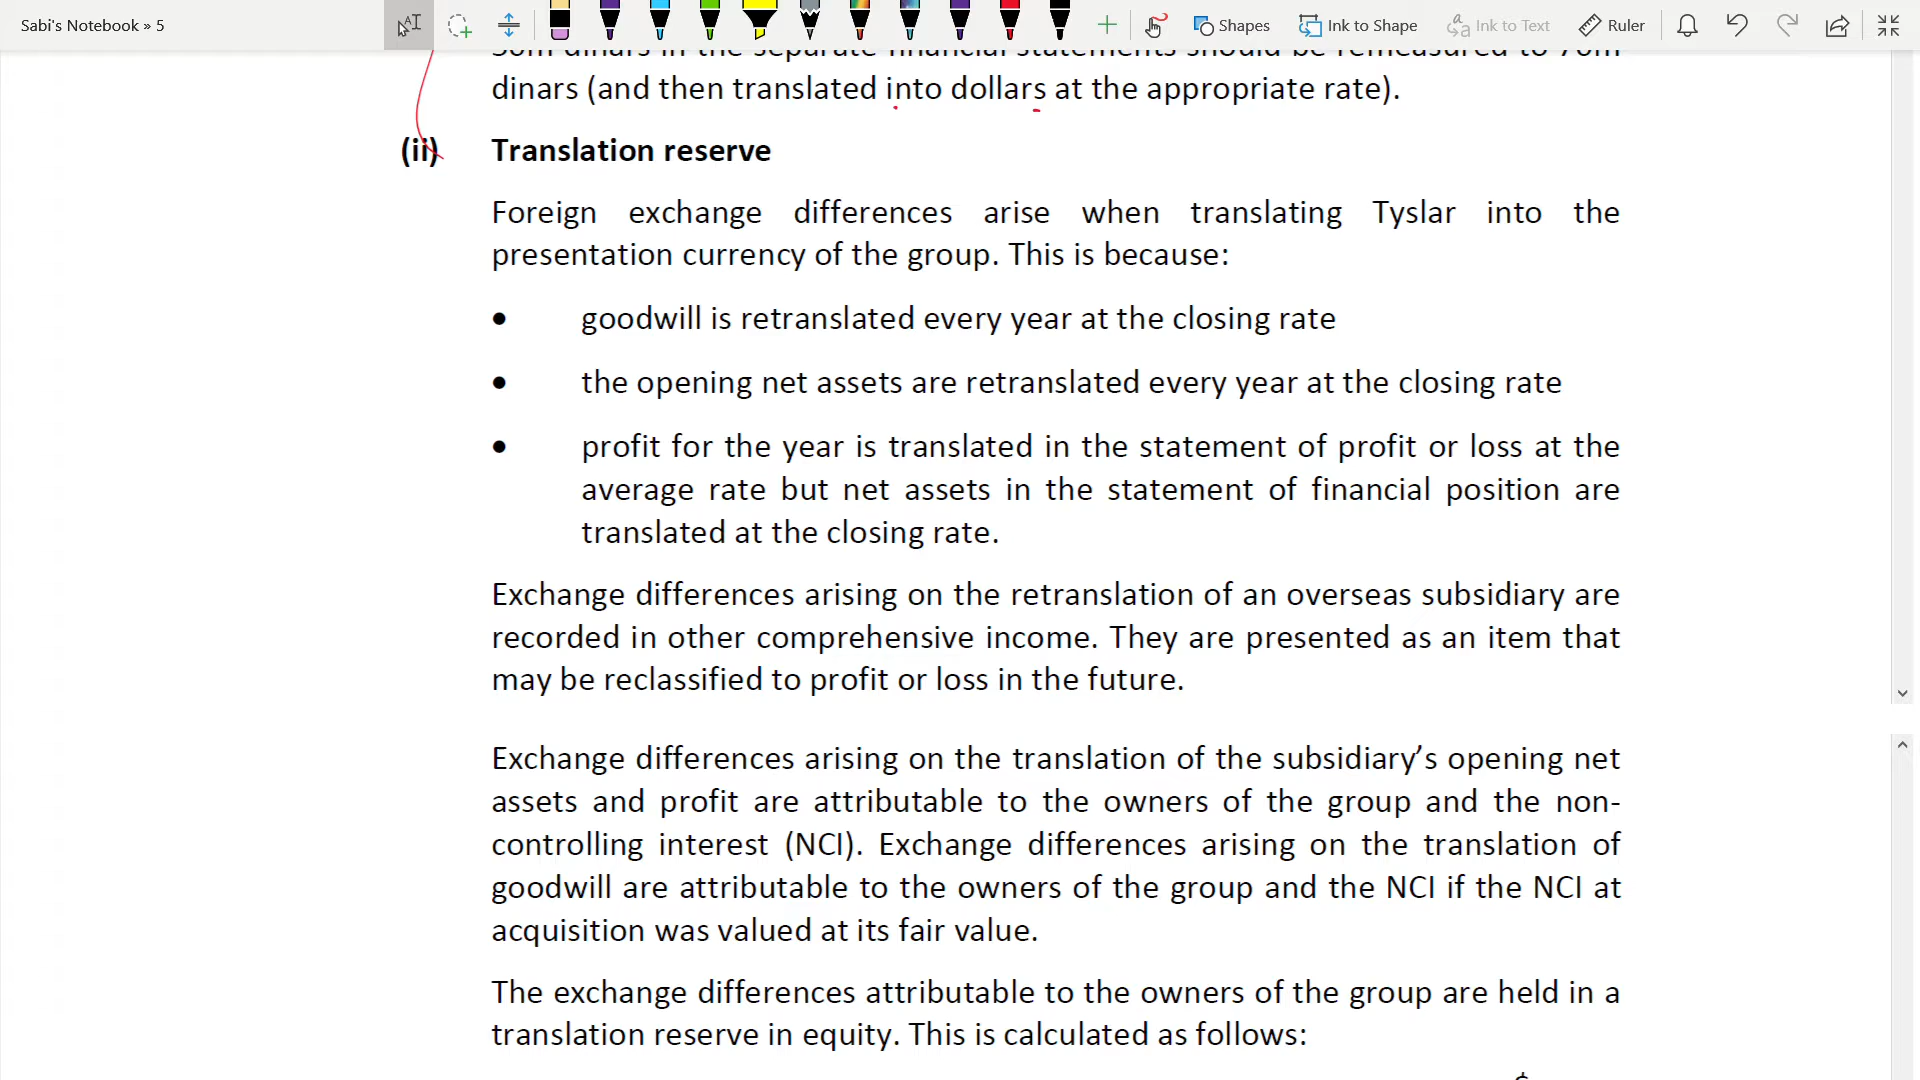 Sabi's Notebook » 5
Shapes
Ink to Shape
Ink to Text
Ruler
dinars in the separate financial statements should be remeasured to
dinars (and then translated into dollars at the appropriate rate).
(ii) Translation reserve
Foreign exchange differences arise when translating Tyslar into the
presentation currency of the group. This is because:
• goodwill is retranslated every year at the closing rate
• the opening net assets are retranslated every year at the closing rate
• profit for the year is translated in the statement of profit or loss at the
average rate but net assets in the statement of financial position are
translated at the closing rate.
Exchange differences arising on the retranslation of an overseas subsidiary are
recorded in other comprehensive income. They are presented as an item that
may be reclassified to profit or loss in the future.
Exchange differences arising on the translation of the subsidiary’s opening net
assets and profit are attributable to the owners of the group and the non-
controlling interest (NCI). Exchange differences arising on the translation of
goodwill are attributable to the owners of the group and the NCI if the NCI at
acquisition was valued at its fair value.
The exchange differences attributable to the owners of the group are held in a
translation reserve in equity. This is calculated as follows: